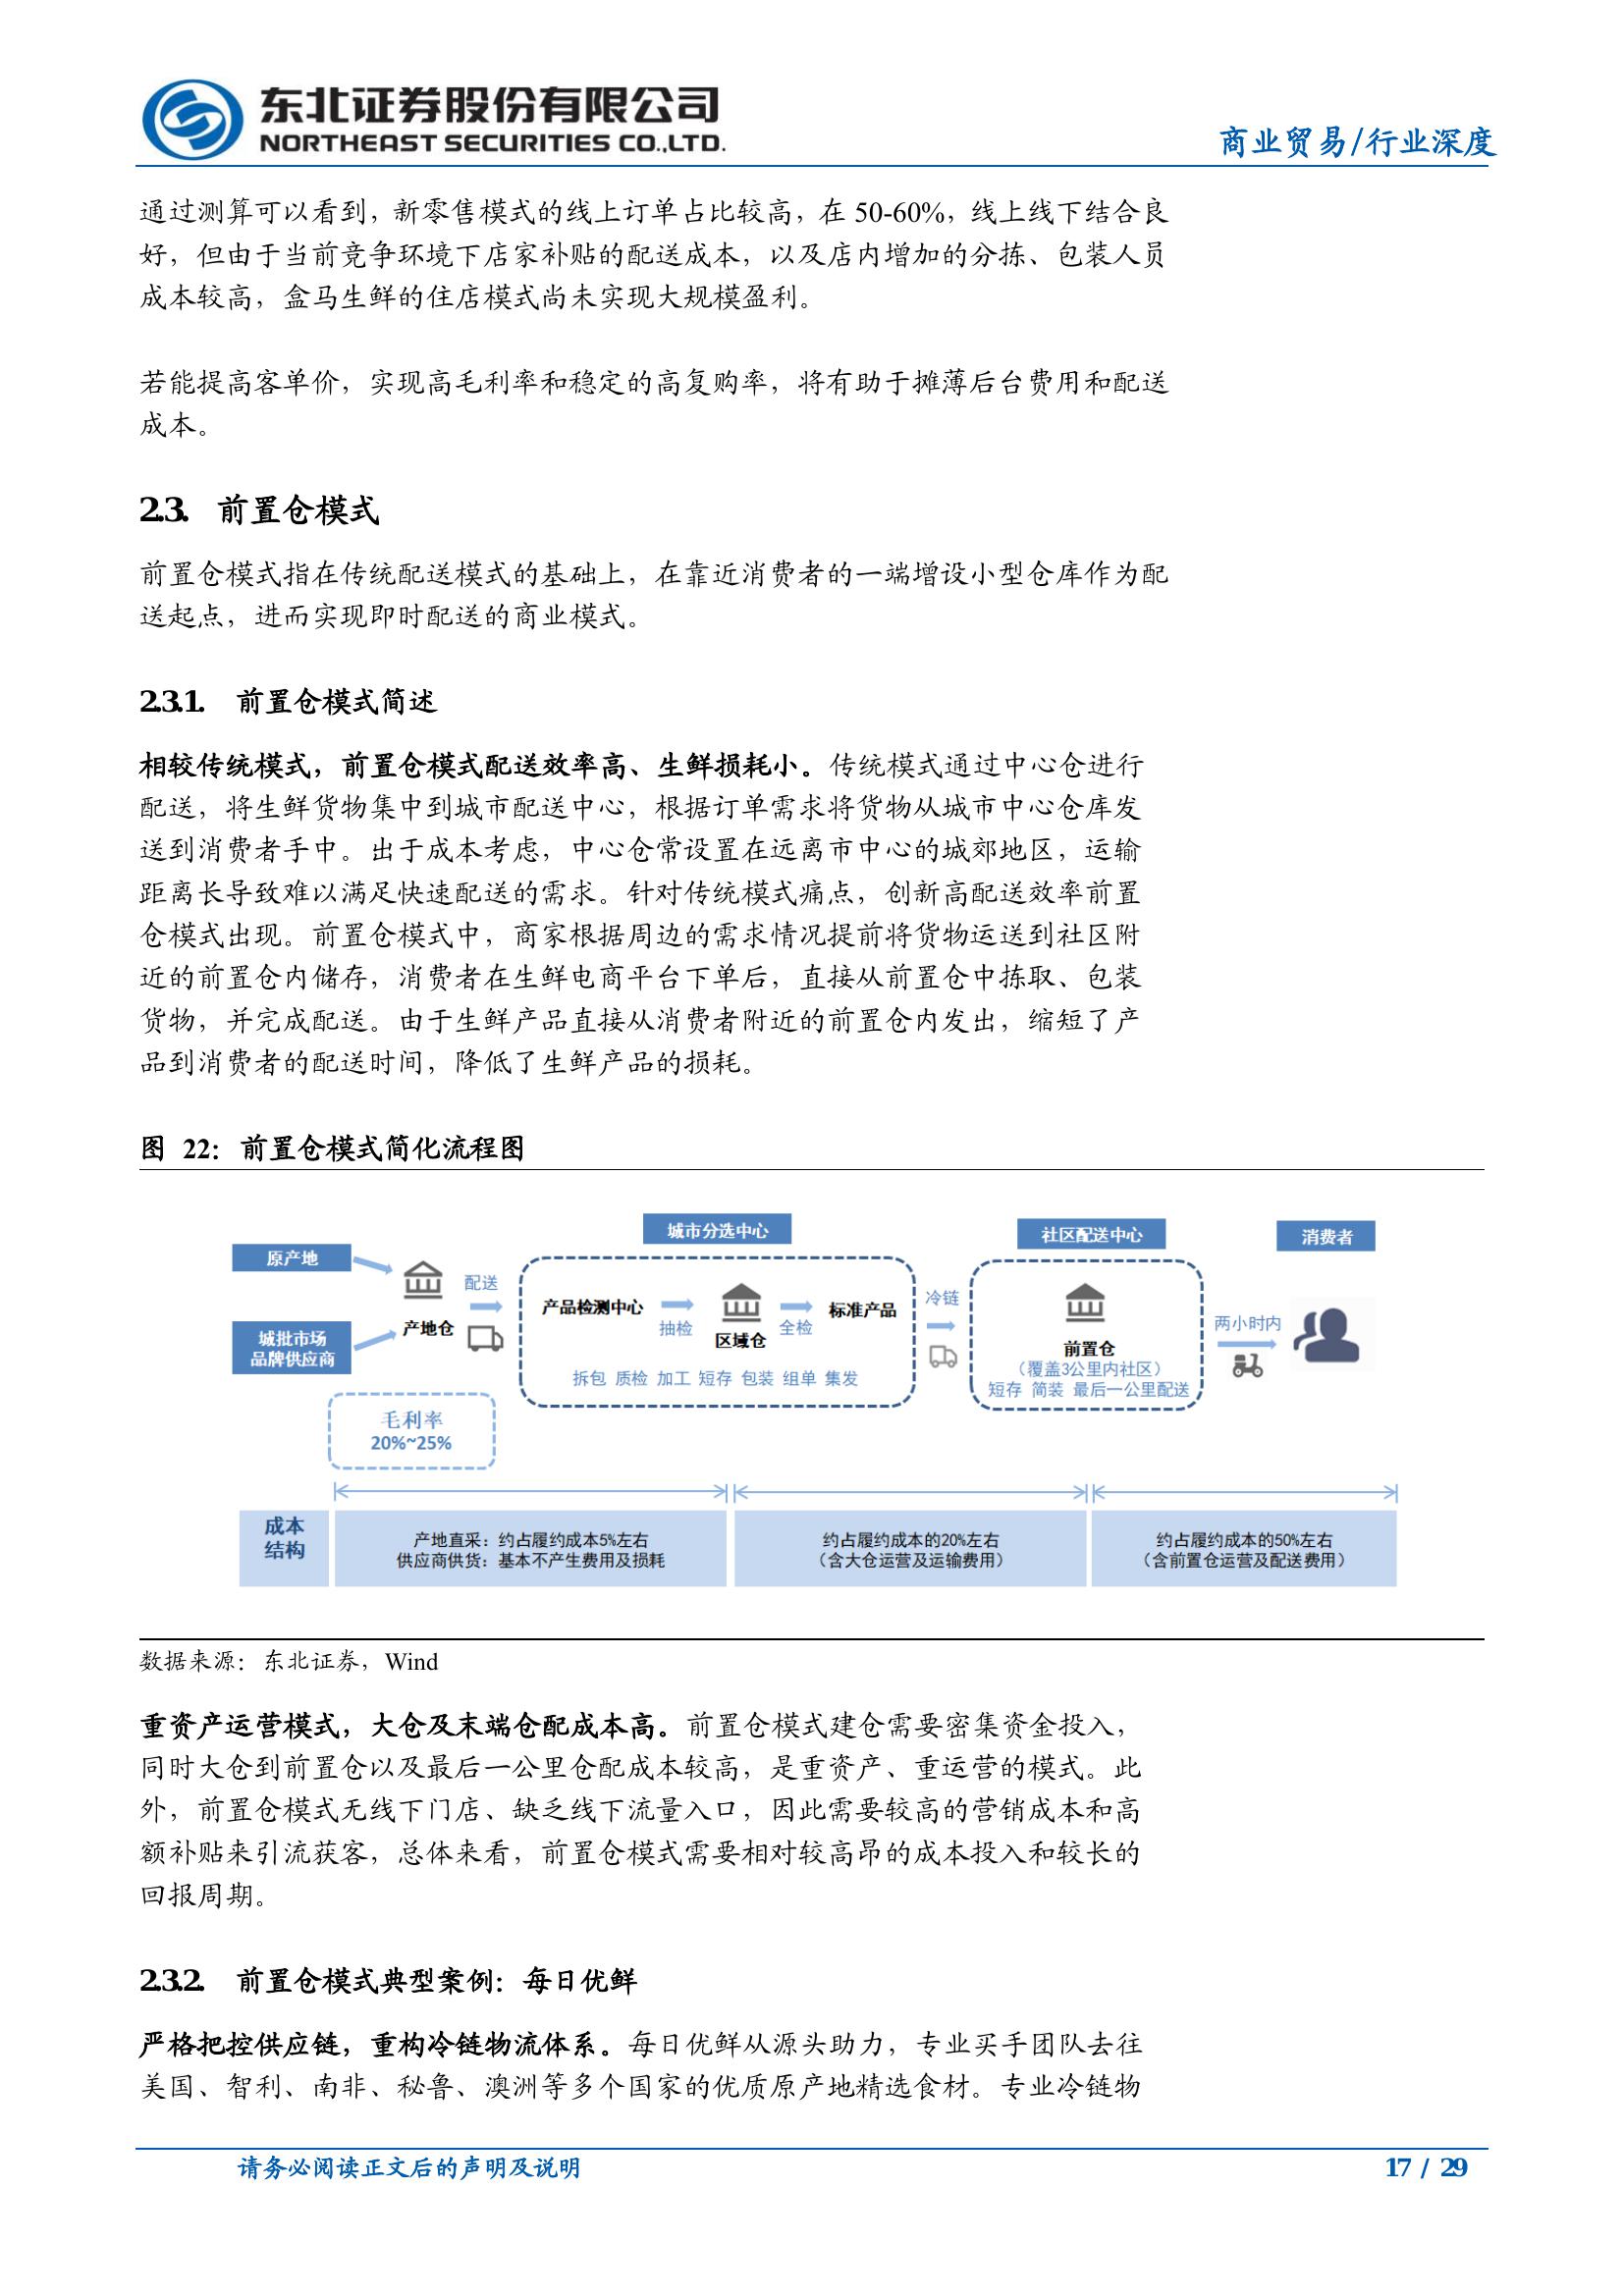 东北证券股份有限公司
NORTHEAST SECURITIES CO.,LTD.
商业贸易/行业深度
通过测算可以看到，新零售模式的线上订单占比较高，在 50-60%，线上线下结合良
好，但由于当前竞争环境下店家补贴的配送成本，以及店内增加的分拣、包装人员
成本较高，盒马生鲜的住店模式尚未实现大规模盈利。
若能提高客单价，实现高毛利率和稳定的高复购率，将有助于摊薄后台费用和配送
成本。
2.3. 前置仓模式
前置仓模式指在传统配送模式的基础上，在靠近消费者的一端增设小型仓库作为配
送起点，进而实现即时配送的商业模式。
2.3.1. 前置仓模式简述
相较传统模式，前置仓模式配送效率高、生鲜损耗小。传统模式通过中心仓进行
配送，将生鲜货物集中到城市配送中心，根据订单需求将货物从城市中心仓库发
送到消费者手中。出于成本考虑，中心仓常设置在远离市中心的城郊地区，运输
距离长导致难以满足快速配送的需求。针对传统模式痛点，创新高配送效率前置
仓模式出现。前置仓模式中，商家根据周边的需求情况提前将货物运送到社区附
近的前置仓内储存，消费者在生鲜电商平台下单后，直接从前置仓中拣取、包装
货物，并完成配送。由于生鲜产品直接从消费者附近的前置仓内发出，缩短了产
品到消费者的配送时间，降低了生鲜产品的损耗。
图 22：前置仓模式简化流程图
城市分选中心
社区配送中心
消费者
原产地
城批市场
品牌供应商
产地仓
配送
产品检测中心
抽检
区域仓
全检
标准产品
拆包 质检 加工 短存 包装 组单 集发
冷链
前置仓
（覆盖3公里内社区）
短存 简装 最后一公里配送
两小时内
毛利率
20%~25%
成本
结构
产地直采：约占履约成本5%左右
供应商供货：基本不产生费用及损耗
约占履约成本的20%左右
（含大仓运营及运输费用）
约占履约成本的50%左右
（含前置仓运营及配送费用）
数据来源：东北证券，Wind
重资产运营模式，大仓及末端仓配成本高。前置仓模式建仓需要密集资金投入，
同时大仓到前置仓以及最后一公里仓配成本较高，是重资产、重运营的模式。此
外，前置仓模式无线下门店、缺乏线下流量入口，因此需要较高的营销成本和高
额补贴来引流获客，总体来看，前置仓模式需要相对较高昂的成本投入和较长的
回报周期。
2.3.2. 前置仓模式典型案例：每日优鲜
严格把控供应链，重构冷链物流体系。每日优鲜从源头助力，专业买手团队去往
美国、智利、南非、秘鲁、澳洲等多个国家的优质原产地精选食材。专业冷链物
请务必阅读正文后的声明及说明
17 / 29